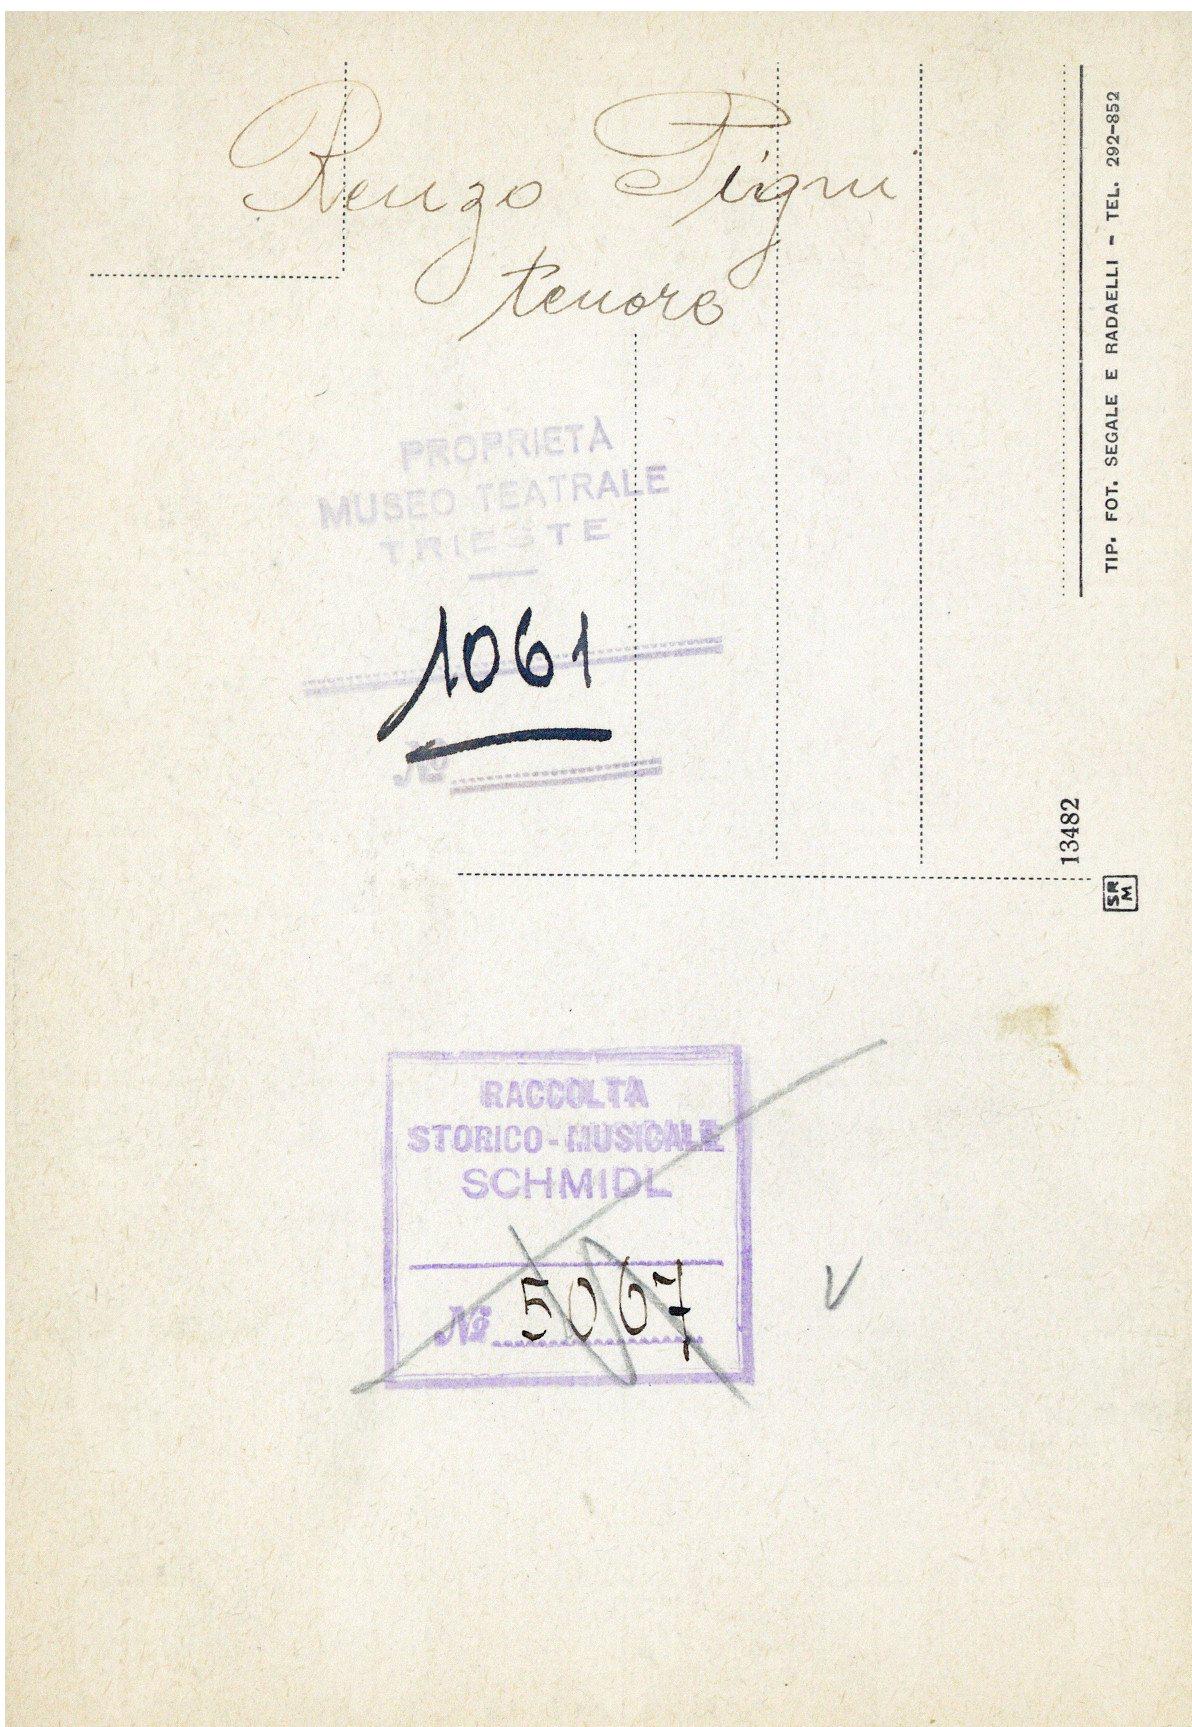 Renzo Pigni
tenore
PROPRIETÀ
MUSEO TEATRALE
TRIESTE
1061
Nº
TIP. FOT. SEGALE E RADAELLI - TEL. 292-852
13482
SRM
RACCOLTA
STORICO-MUSICALE
SCHMIDL
Nº 5067
V